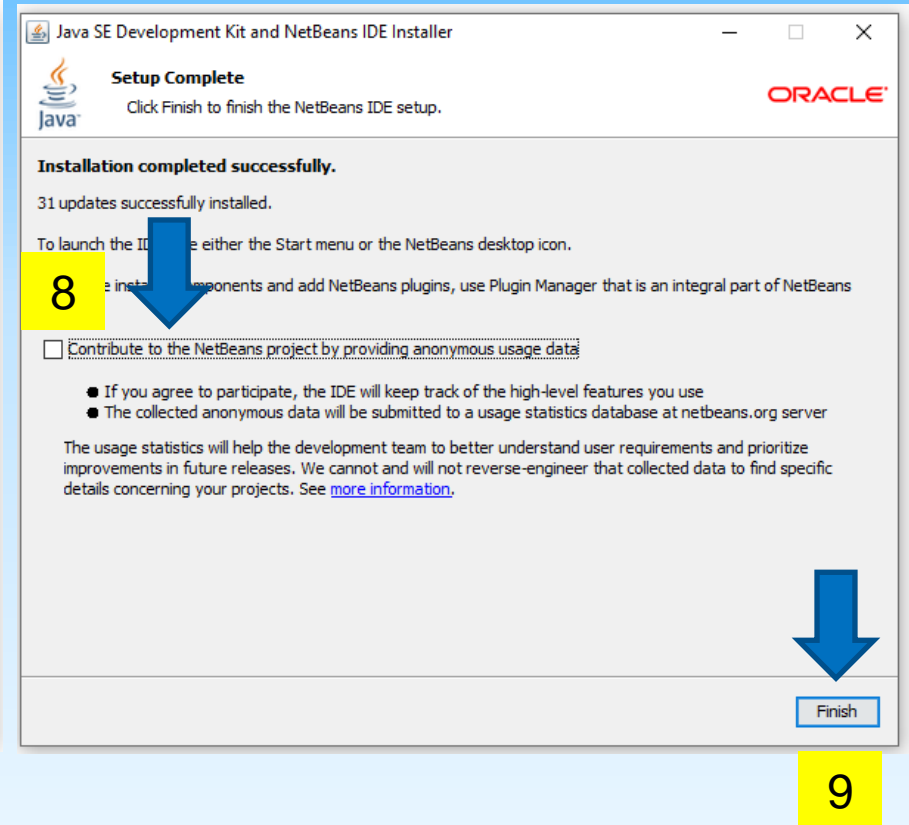 Java SE Development Kit and NetBeans IDE Installer
Setup Complete
Click Finish to finish the NetBeans IDE setup.
Java
ORACLE
Installation completed successfully.
31 updates successfully installed.
To launch the either the Start menu or the NetBeans desktop icon.
8
and add NetBeans plugins, use Plugin Manager that is an integral part of NetBeans
Contribute to the NetBeans project by providing anonymous usage data
If you agree to participate, the IDE will keep track of the high-level features you use
The collected anonymous data will be submitted to a usage statistics database at netbeans.org server
The usage statistics will help the development team to better understand user requirements and prioritize
improvements in future releases. We cannot and will not reverse-engineer that collected data to find specific
details concerning your projects. See more information.
Finish
9